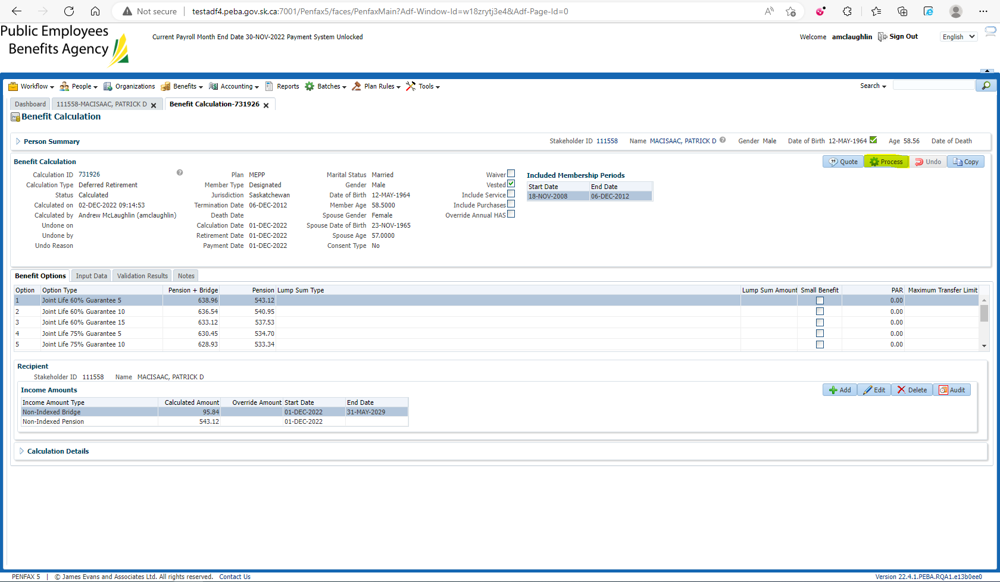 Not secure testadf4.peba.gov.sk.ca:7001/Penfax5/faces/PenfaxMain?Adf-Window-Id=w18zrytj3e4&Adf-Page-Id=0
Public Employees
Benefits Agency
Current Payroll Month End Date 30-NOV-2022 Payment System Unlocked
Welcome amclaughlin Sign Out English
Workflow People Organizations Benefits Accounting Reports Batches Plan Rules Tools Search
Dashboard 111558-MACISAAC, PATRICK D Benefit Calculation-731926
Benefit Calculation
Person Summary Stakeholder ID 111558 Name MACISAAC, PATRICK D Gender Male Date of Birth 12-MAY-1964 Age 58.56 Date of Death
Benefit Calculation Quote Process Undo Copy
Calculation ID 731926 Plan MEPP Marital Status Married Waiver Included Membership Periods
Calculation Type Deferred Retirement Member Type Designated Gender Male Vested Start Date End Date
Status Calculated Jurisdiction Saskatchewan Date of Birth 12-MAY-1964 Include Service 18-NOV-2008 06-DEC-2012
Calculated on 02-DEC-2022 09:14:53 Termination Date 06-DEC-2012 Member Age 58.5000 Include Purchases
Calculated by Andrew McLaughlin (amclaughlin) Death Date Spouse Gender Female Override Annual HAS
Undone on Calculation Date 01-DEC-2022 Spouse Date of Birth 23-NOV-1965
Undone by Retirement Date 01-DEC-2022 Spouse Age 57.0000
Undo Reason Payment Date 01-DEC-2022 Consent Type No
Benefit Options Input Data Validation Results Notes
Option Option Type Pension + Bridge Pension Lump Sum Type Lump Sum Amount Small Benefit PAR Maximum Transfer Limit
1 Joint Life 60% Guarantee 5 638.96 543.12 0.00
2 Joint Life 60% Guarantee 10 636.54 540.95 0.00
3 Joint Life 60% Guarantee 15 633.12 537.53 0.00
4 Joint Life 75% Guarantee 5 630.45 534.70 0.00
5 Joint Life 75% Guarantee 10 628.93 533.34 0.00
Recipient
Stakeholder ID 111558 Name MACISAAC, PATRICK D
Income Amounts Add Edit Delete Audit
Income Amount Type Calculated Amount Override Amount Start Date End Date
Non-Indexed Bridge 95.84 01-DEC-2022 31-MAY-2029
Non-Indexed Pension 543.12 01-DEC-2022
Calculation Details
PENFAX 5 | © James Evans and Associates Ltd. All rights reserved. Contact Us Version 22.4.1.PEBA.RQA1.e13b0ee0